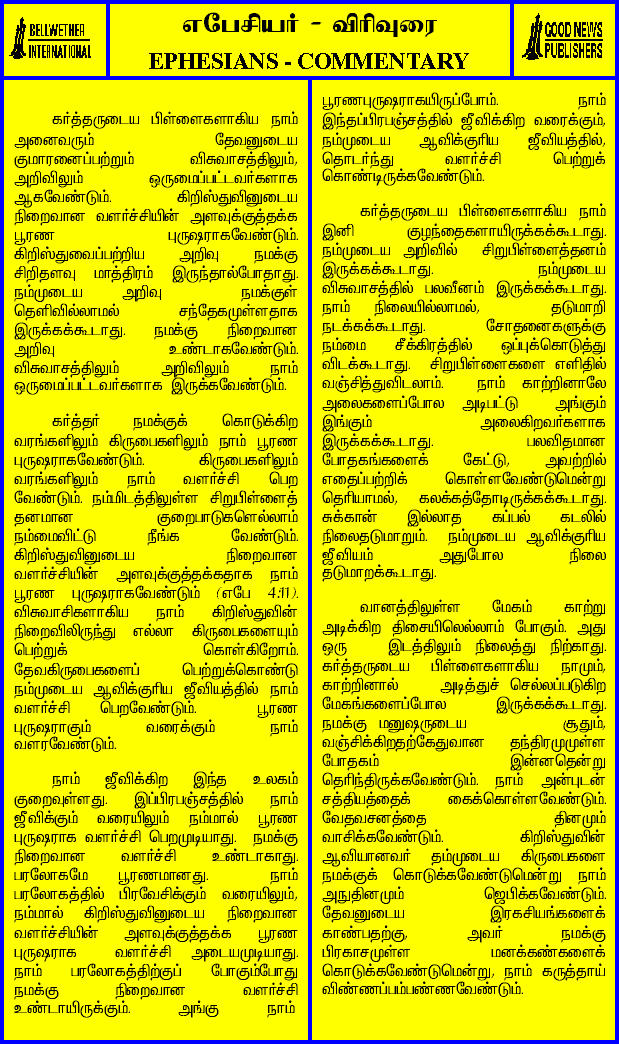 BELLWETHER
INTERNATIONAL
எபேசியர் - விரிவுரை
EPHESIANS - COMMENTARY
GOOD NEWS
PUBLISHERS
கர்த்தருடைய பிள்ளைகளாகிய நாம்
அனைவரும் தேவனுடைய
குமாரனைப்பற்றும் விசுவாசத்திலும்,
அறிவிலும் ஒருமைப்பட்டவர்களாக
ஆகவேண்டும். கிறிஸ்துவினுடைய
நிறைவான வளர்ச்சியின் அளவுக்குத்தக்க
பூரண புருஷராகவேண்டும்.
கிறிஸ்துவைப்பற்றிய அறிவு நமக்கு
சிறிதளவு மாத்திரம் இருந்தால்போதாது.
நம்முடைய அறிவு நமக்குள்
தெளிவில்லாமல் சந்தேகமுள்ளதாக
இருக்கக்கூடாது. நமக்கு நிறைவான
அறிவு உண்டாகவேண்டும்.
விசுவாசத்திலும் அறிவிலும் நாம்
ஒருமைப்பட்டவர்களாக இருக்கவேண்டும்.
கர்த்தர் நமக்குக் கொடுக்கிற
வரங்களிலும் கிருபைகளிலும் நாம் பூரண
புருஷராகவேண்டும். கிருபைகளிலும்
வரங்களிலும் நாம் வளர்ச்சி பெற
வேண்டும். நம்மிடத்திலுள்ள சிறுபிள்ளைத்
தனமான குறைபாடுகளெல்லாம்
நம்மைவிட்டு நீங்க வேண்டும்.
கிறிஸ்துவினுடைய நிறைவான
வளர்ச்சியின் அளவுக்குத்தக்கதாக நாம்
பூரண புருஷராகவேண்டும் (எபே 4:11).
விசுவாசிகளாகிய நாம் கிறிஸ்துவின்
நிறைவிலிருந்து எல்லா கிருபைகளையும்
பெற்றுக் கொள்கிறோம்.
தேவகிருபைகளைப் பெற்றுக்கொண்டு
நம்முடைய ஆவிக்குரிய ஜீவியத்தில் நாம்
வளர்ச்சி பெறவேண்டும். பூரண
புருஷராகும் வரைக்கும் நாம்
வளரவேண்டும்.
நாம் ஜீவிக்கிற இந்த உலகம்
குறைவுள்ளது. இப்பிரபஞ்சத்தில் நாம்
ஜீவிக்கும் வரையிலும் நம்மால் பூரண
புருஷராக வளர்ச்சி பெறமுடியாது. நமக்கு
நிறைவான வளர்ச்சி உண்டாகாது.
பரலோகமே பூரணமானது. நாம்
பரலோகத்தில் பிரவேசிக்கும் வரையிலும்,
நம்மால் கிறிஸ்துவினுடைய நிறைவான
வளர்ச்சியின் அளவுக்குத்தக்க பூரண
புருஷராக வளர்ச்சி அடையமுடியாது.
நாம் பரலோகத்திற்குப் போகும்போது
நமக்கு நிறைவான வளர்ச்சி
உண்டாயிருக்கும். அங்கு நாம்
பூரணபுருஷராகயிருப்போம். நாம்
இந்தப்பிரபஞ்சத்தில் ஜீவிக்கிற வரைக்கும்,
நம்முடைய ஆவிக்குரிய ஜீவியத்தில்,
தொடர்ந்து வளர்ச்சி பெற்றுக்
கொண்டிருக்கவேண்டும்.
கர்த்தருடைய பிள்ளைகளாகிய நாம்
இனி குழந்தைகளாயிருக்கக்கூடாது.
நம்முடைய அறிவில் சிறுபிள்ளைத்தனம்
இருக்கக்கூடாது. நம்முடைய
விசுவாசத்தில் பலவீனம் இருக்கக்கூடாது.
நாம் நிலையில்லாமல், தடுமாறி
நடக்கக்கூடாது. சோதனைகளுக்கு
நம்மை சீக்கிரத்தில் ஒப்புக்கொடுத்து
விடக்கூடாது. சிறுபிள்ளைகளை எளிதில்
வஞ்சித்துவிடலாம். நாம் காற்றினாலே
அலைகளைப்போல அடிபட்டு அங்கும்
இங்கும் அலைகிறவர்களாக
இருக்கக்கூடாது. பலவிதமான
போதகங்களைக் கேட்டு, அவற்றில்
எதைப்பற்றிக் கொள்ளவேண்டுமென்று
தெரியாமல், கலக்கத்தோடிருக்கக்கூடாது.
சுக்கான் இல்லாத கப்பல் கடலில்
நிலைதடுமாறும். நம்முடைய ஆவிக்குரிய
ஜீவியம் அதுபோல நிலை
தடுமாறக்கூடாது.
வானத்திலுள்ள மேகம் காற்று
அடிக்கிற திசையிலெல்லாம் போகும். அது
ஒரு இடத்திலும் நிலைத்து நிற்காது.
கர்த்தருடைய பிள்ளைகளாகிய நாமும்,
காற்றினால் அடித்துச் செல்லப்படுகிற
மேகங்களைப்போல இருக்கக்கூடாது.
நமக்கு மனுஷருடைய சூதும்,
வஞ்சிக்கிறதற்கேதுவான தந்திரமுமுள்ள
போதகம் இன்னதென்று
தெரிந்திருக்கவேண்டும். நாம் அன்புடன்
சத்தியத்தைக் கைக்கொள்ளவேண்டும்.
வேதவசனத்தை தினமும்
வாசிக்கவேண்டும். கிறிஸ்துவின்
ஆவியானவர் தம்முடைய கிருபைகளை
நமக்குக் கொடுக்கவேண்டுமென்று நாம்
அநுதினமும் ஜெபிக்கவேண்டும்.
தேவனுடைய இரகசியங்களைக்
காண்பதற்கு, அவர் நமக்கு
பிரகாசமுள்ள மனக்கண்களைக்
கொடுக்கவேண்டுமென்று, நாம் கருத்தாய்
விண்ணப்பம்பண்ணவேண்டும்.